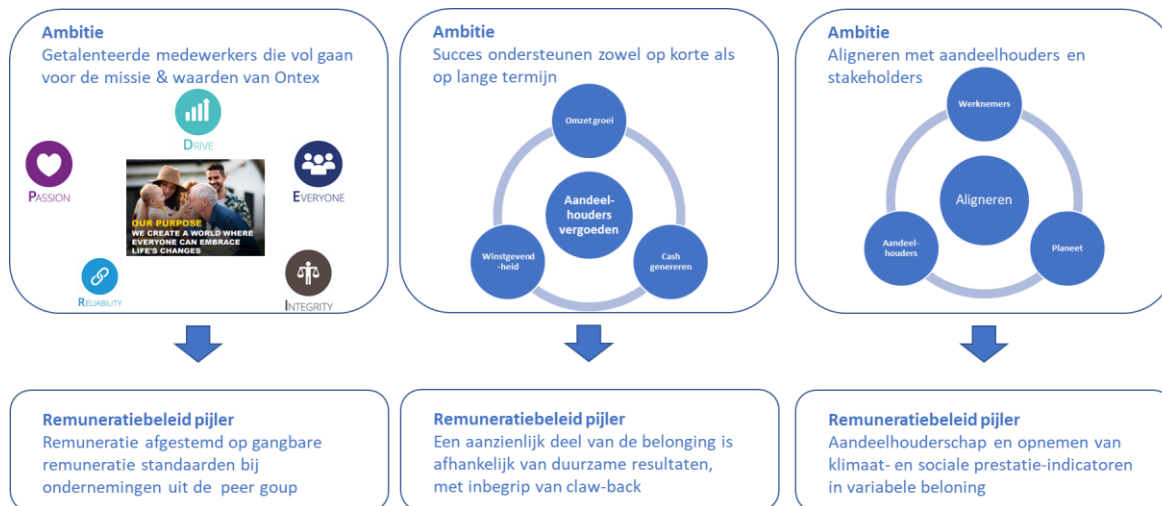 Ambitie
Getalenteerde medewerkers die vol gaan
voor de missie & waarden van Ontex
DRIVE
PASSION
EVERYONE
OUR PURPOSE
WE CREATE A WORLD WHERE
EVERYONE CAN EMBRACE
LIFE'S CHANGES
RELIABILITY
INTEGRITY
Ambitie
Succes ondersteunen zowel op korte als
op lange termijn
Omzet groei
Aandeel-
houders
vergoeden
Winstgevend
-heid
Cash
genereren
Ambitie
Aligneren met aandeelhouders en
stakeholders
Werknemers
Aligneren
Aandeel-
houders
Planeet
Remuneratiebeleid pijler
Remuneratie afgestemd op gangbare
remuneratie standaarden bij
ondernemingen uit de peer goup
Remuneratiebeleid pijler
Een aanzienlijk deel van de belonging is
afhankelijk van duurzame resultaten,
met inbegrip van claw-back
Remuneratiebeleid pijler
Aandeelhouderschap en opnemen van
klimaat- en sociale prestatie-indicatoren
in variabele beloning